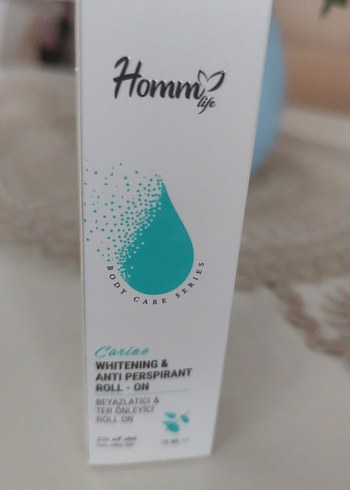 Homm
life
BODY CARE SERIES
Carine
WHITENING &
ANTI PERSPIRANT
ROLL - ON
BEYAZLATICI &
TER ÖNLEYİCİ
ROLL ON